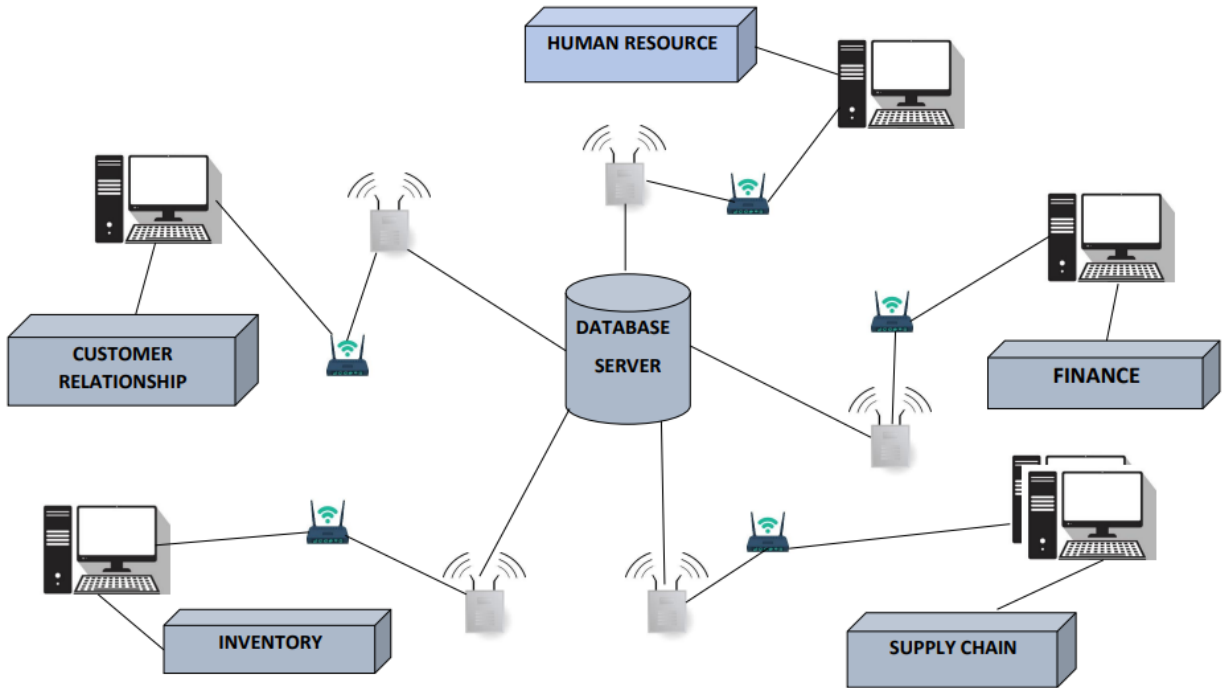 HUMAN RESOURCE
CUSTOMER
RELATIONSHIP
DATABASE
SERVER
FINANCE
INVENTORY
SUPPLY CHAIN